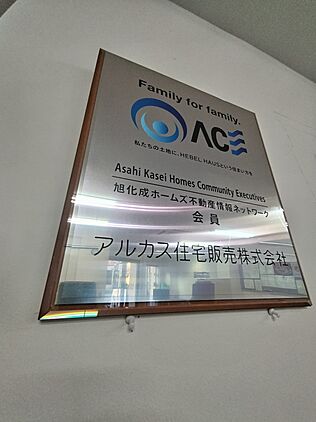 Family for family.
ACE
私たちの土地に、HEBEL HAUSという住まいを
Asahi Kasei Homes Community Executives
旭化成ホームズ不動産情報ネットワーク
会員
アルカス住宅販売株式会社